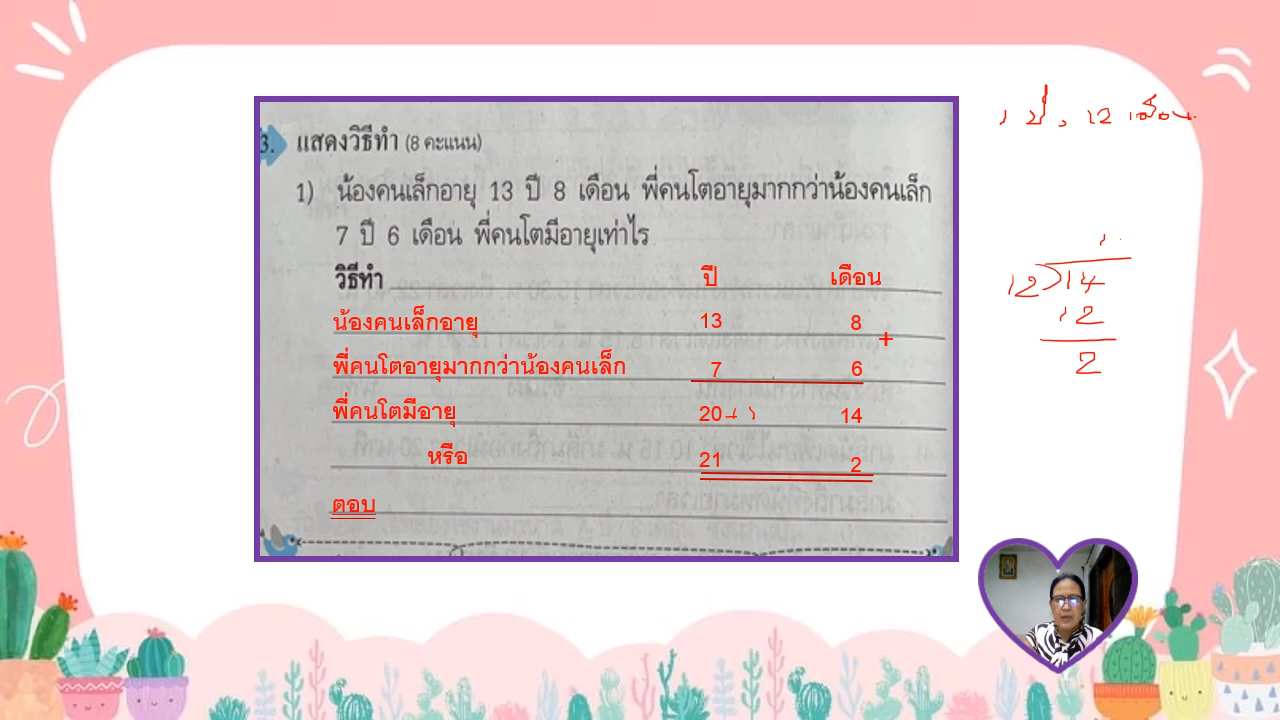 3. แสดงวิธีทำ (8 คะแนน)
1) น้องคนเล็กอายุ 13 ปี 8 เดือน พี่คนโตอายุมากกว่าน้องคนเล็ก
7 ปี 6 เดือน พี่คนโตมีอายุเท่าไร
วิธีทำ ปี เดือน
น้องคนเล็กอายุ 13 8
+
พี่คนโตอายุมากกว่าน้องคนเล็ก 7 6
พี่คนโตมีอายุ 20+1 14
หรือ 21 2
ตอบ
1 ปี = 12 เดือน
1
12)14
12
2